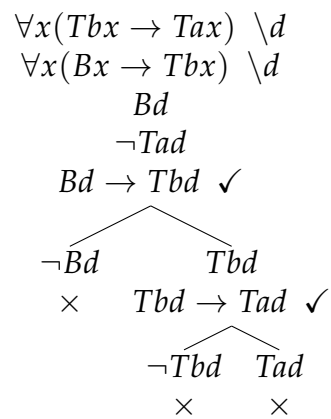 ∀x(Tbx → Tax) \d
∀x(Bx → Tbx) \d
Bd
¬Tad
Bd → Tbd ✓
¬Bd Tbd
× Tbd → Tad ✓
¬Tbd Tad
× ×